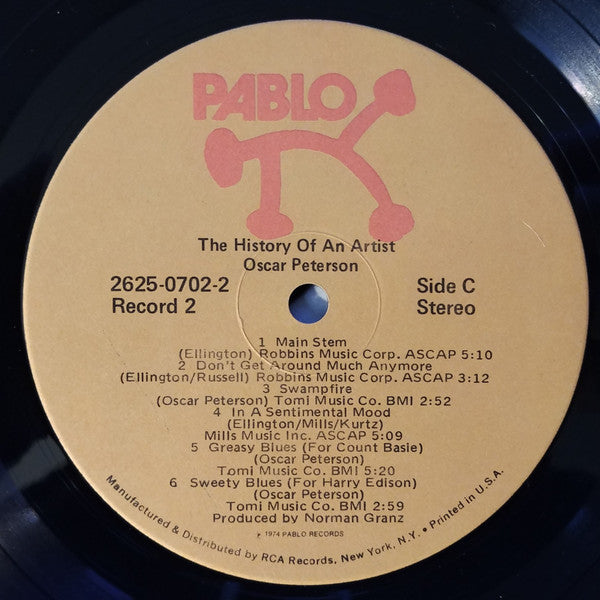 PABLO
The History Of An Artist
Oscar Peterson
2625-0702-2 Side C
Record 2 Stereo
1 Main Stem
(Ellington) Robbins Music Corp. ASCAP 5:10
2 Don't Get Around Much Anymore
(Ellington/Russell) Robbins Music Corp. ASCAP 3:12
3 Swampfire
(Oscar Peterson) Tomi Music Co. BMI 2:52
4 In A Sentimental Mood
(Ellington/Mills/Kurtz)
Mills Music Inc. ASCAP 5:09
5 Greasy Blues (For Count Basie)
(Oscar Peterson)
Tomi Music Co. BMI 5:20
6 Sweety Blues (For Harry Edison)
(Oscar Peterson)
Tomi Music Co. BMI 2:59
Produced by Norman Granz
℗ 1974 PABLO RECORDS
Manufactured & Distributed by RCA Records, New York, N.Y. • Printed in U.S.A.